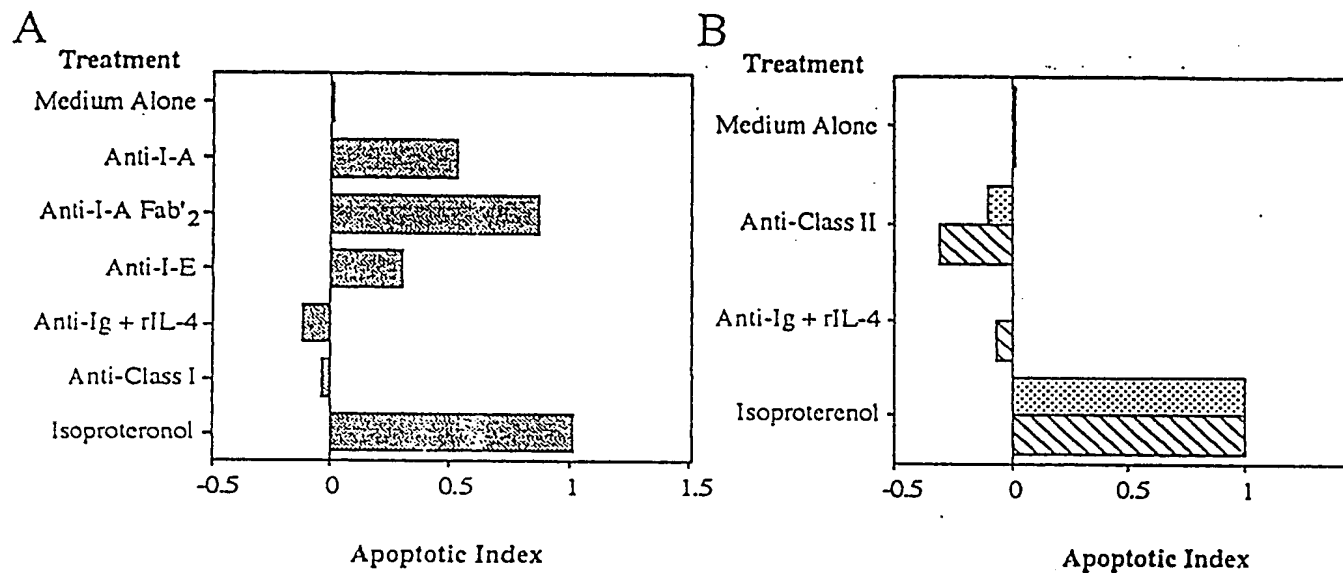 A
Treatment
Medium Alone
Anti-I-A
Anti-I-A Fab'2
Anti-I-E
Anti-Ig + rIL-4
Anti-Class I
Isoproteronol
-0.5 0 0.5 1 1.5
Apoptotic Index
B
Treatment
Medium Alone
Anti-Class II
Anti-Ig + rIL-4
Isoproterenol
-0.5 0 0.5 1
Apoptotic Index